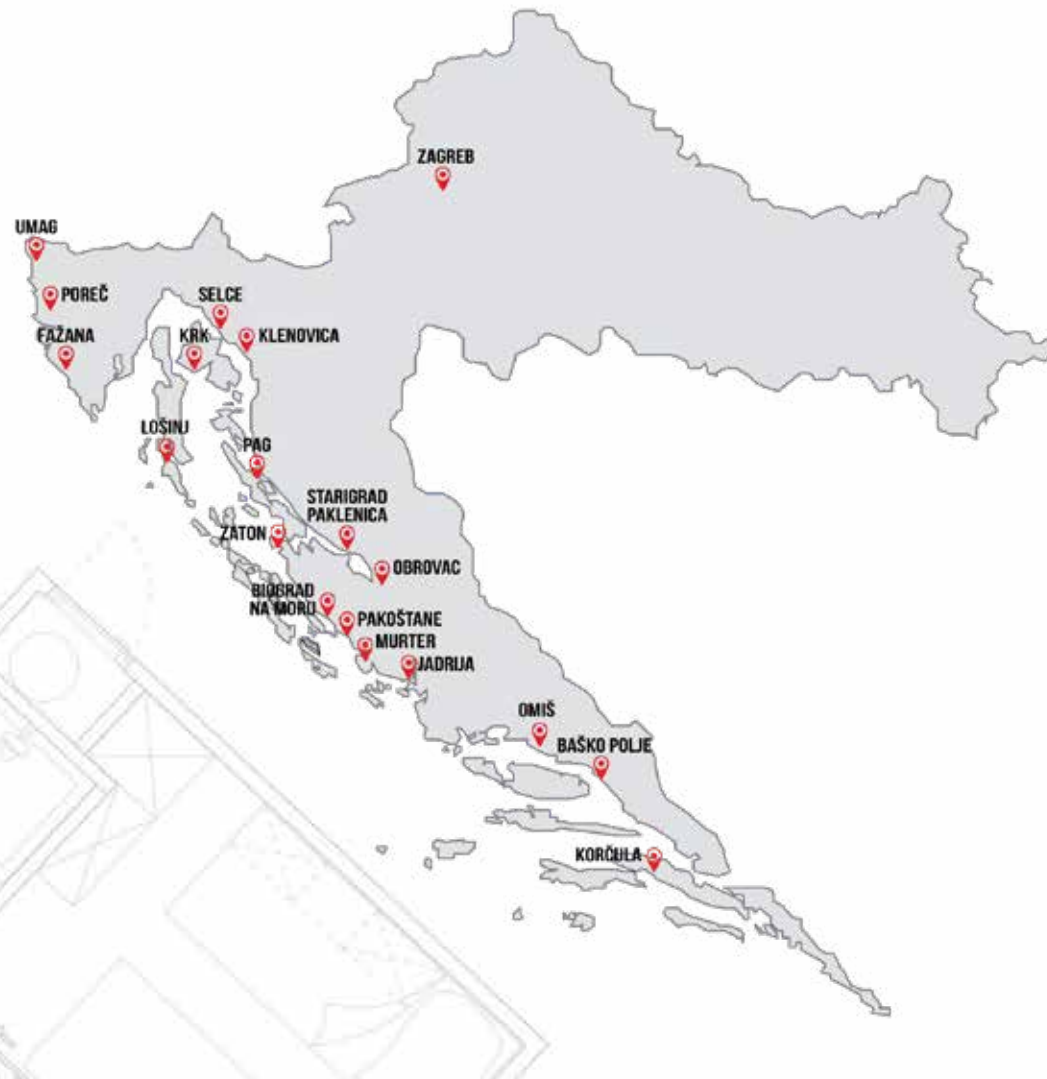 ZAGREB
UMAG
POREČ
SELCE
FAŽANA
KRK
KLENOVICA
LOŠINJ
PAG
STARIGRAD
PAKLENICA
ZATON
OBROVAC
BIOGRAD
NA MORU
PAKOŠTANE
MURTER
JADRIJA
OMIŠ
BAŠKO POLJE
KORČULA